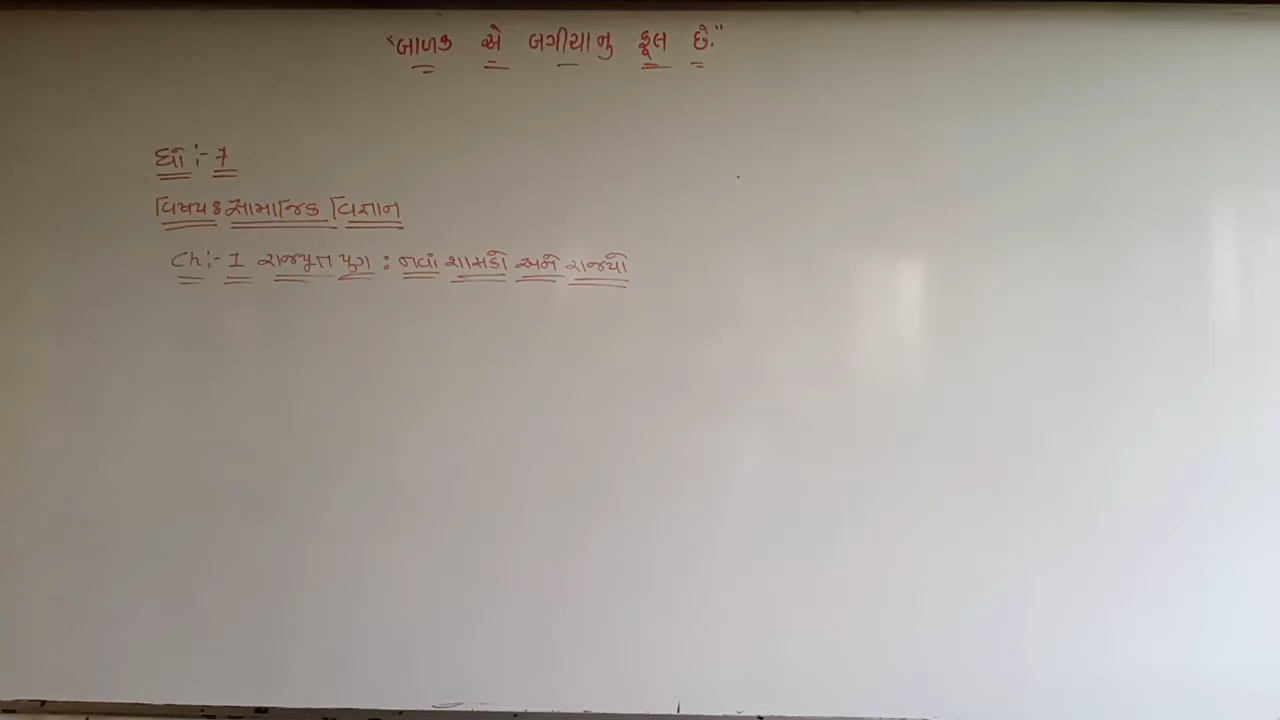 "બાળક એ બગીચાનુ ફૂલ છે."
ધો :- 7
વિષય : સામાજિક વિજ્ઞાન
Ch :- 1 રાજપૂત યુગ : નવાં શાસકો અને રાજ્યો